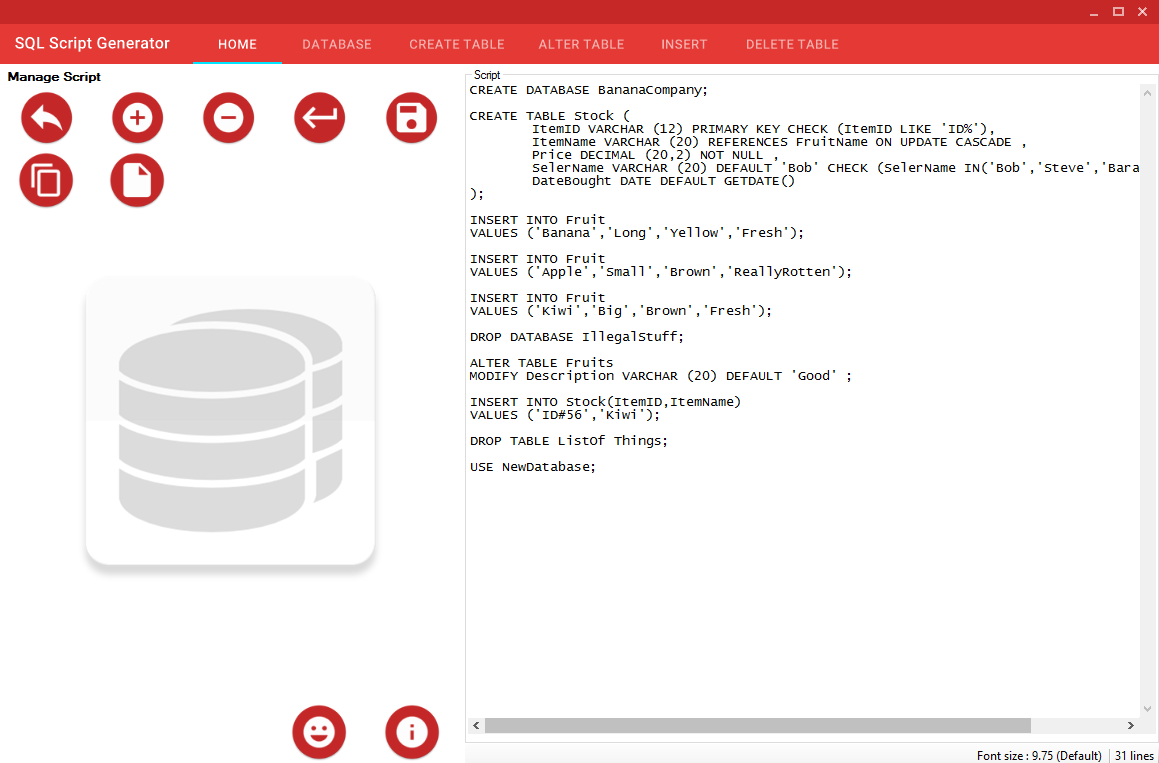 SQL Script Generator
HOME
DATABASE
CREATE TABLE
ALTER TABLE
INSERT
DELETE TABLE
Manage Script
Script
CREATE DATABASE BananaCompany;
CREATE TABLE Stock (
ItemID VARCHAR (12) PRIMARY KEY CHECK (ItemID LIKE 'ID%'),
ItemName VARCHAR (20) REFERENCES FruitName ON UPDATE CASCADE ,
Price DECIMAL (20,2) NOT NULL ,
SelerName VARCHAR (20) DEFAULT 'Bob' CHECK (SelerName IN('Bob','Steve','Bara
DateBought DATE DEFAULT GETDATE()
);
INSERT INTO Fruit
VALUES ('Banana','Long','Yellow','Fresh');
INSERT INTO Fruit
VALUES ('Apple','Small','Brown','ReallyRotten');
INSERT INTO Fruit
VALUES ('Kiwi','Big','Brown','Fresh');
DROP DATABASE IllegalStuff;
ALTER TABLE Fruits
MODIFY Description VARCHAR (20) DEFAULT 'Good' ;
INSERT INTO Stock(ItemID,ItemName)
VALUES ('ID#56','Kiwi');
DROP TABLE ListOf Things;
USE NewDatabase;
Font size : 9.75 (Default)
31 lines